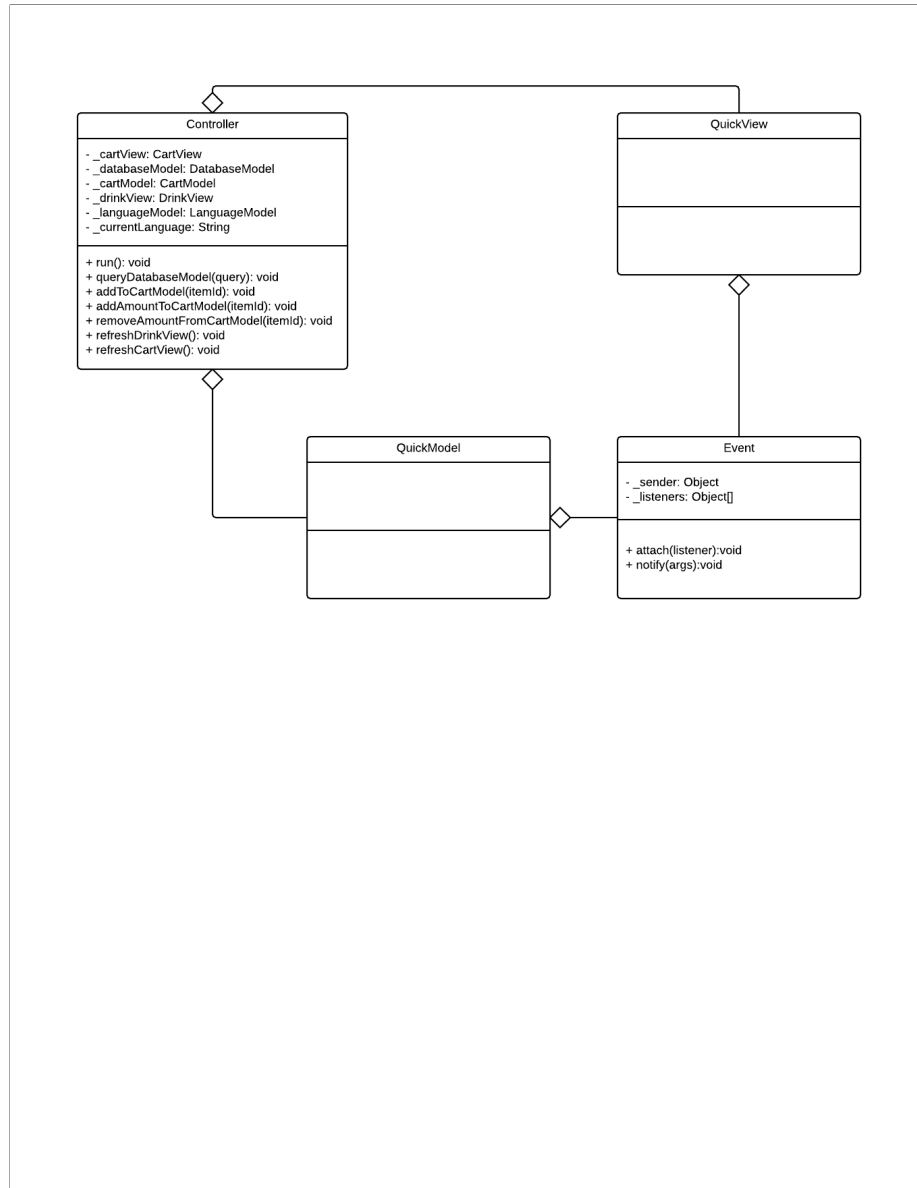 Controller
- _cartView: CartView
- _databaseModel: DatabaseModel
- _cartModel: CartModel
- _drinkView: DrinkView
- _languageModel: LanguageModel
- _currentLanguage: String
+ run(): void
+ queryDatabaseModel(query): void
+ addToCartModel(itemId): void
+ addAmountToCartModel(itemId): void
+ removeAmountFromCartModel(itemId): void
+ refreshDrinkView(): void
+ refreshCartView(): void
QuickView
QuickModel
Event
- _sender: Object
- _listeners: Object[]
+ attach(listener):void
+ notify(args):void